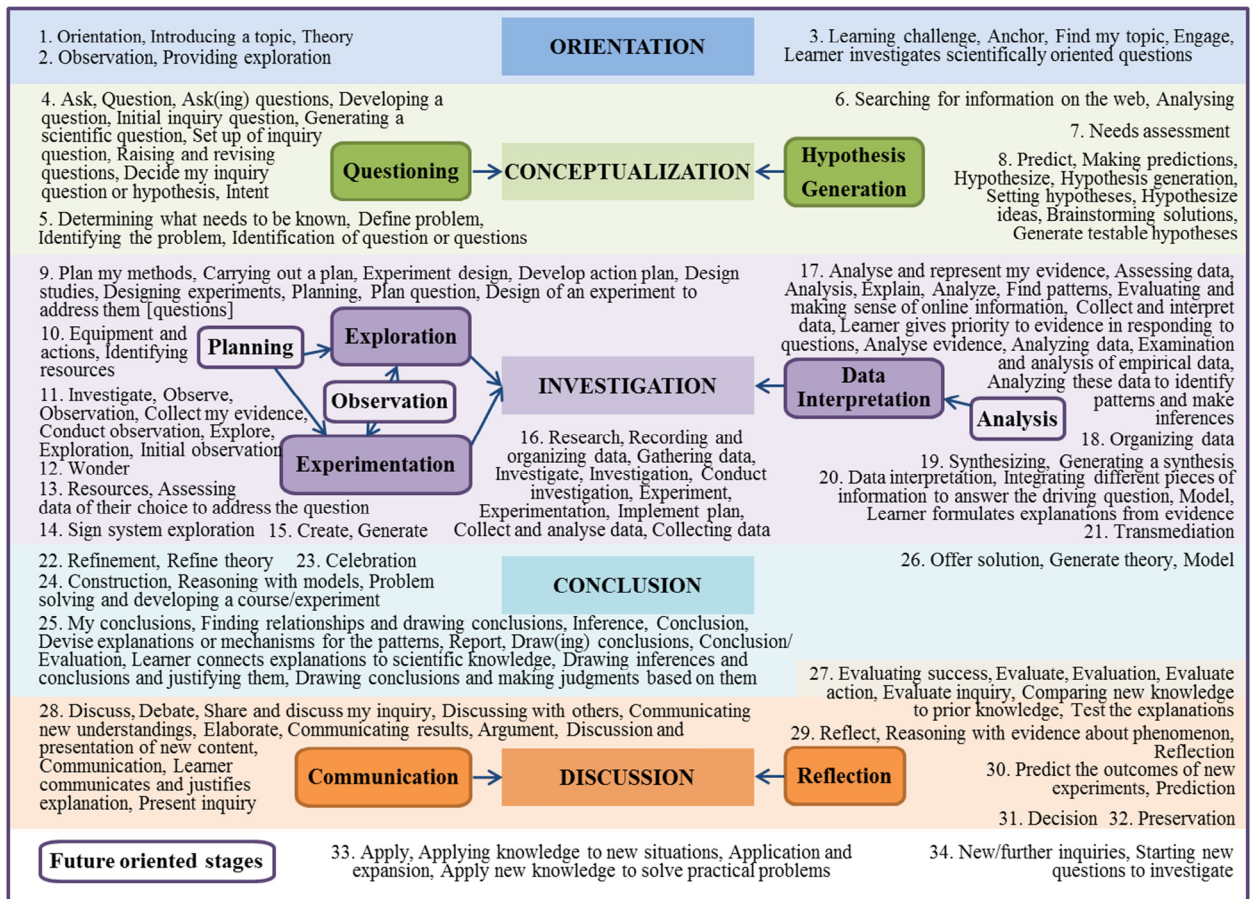 1. Orientation, Introducing a topic, Theory
2. Observation, Providing exploration
ORIENTATION
3. Learning challenge, Anchor, Find my topic, Engage,
Learner investigates scientifically oriented questions
4. Ask, Question, Ask(ing) questions, Developing a
question, Initial inquiry question, Generating a
scientific question, Set up of inquiry
question, Raising and revising
questions, Decide my inquiry
question or hypothesis, Intent
5. Determining what needs to be known, Define problem,
Identifying the problem, Identification of question or questions
Questioning
CONCEPTUALIZATION
Hypothesis
Generation
6. Searching for information on the web, Analysing
7. Needs assessment
8. Predict, Making predictions,
Hypothesize, Hypothesis generation,
Setting hypotheses, Hypothesize
ideas, Brainstorming solutions,
Generate testable hypotheses
9. Plan my methods, Carrying out a plan, Experiment design, Develop action plan, Design
studies, Designing experiments, Planning, Plan question, Design of an experiment to
address them [questions]
10. Equipment and
actions, Identifying
resources
Planning
Exploration
Observation
Experimentation
11. Investigate, Observe,
Observation, Collect my evidence,
Conduct observation, Explore,
Exploration, Initial observation
12. Wonder
13. Resources, Assessing
data of their choice to address the question
14. Sign system exploration 15. Create, Generate
INVESTIGATION
16. Research, Recording and
organizing data, Gathering data,
Investigate, Investigation, Conduct
investigation, Experiment,
Experimentation, Implement plan,
Collect and analyse data, Collecting data
17. Analyse and represent my evidence, Assessing data,
Analysis, Explain, Analyze, Find patterns, Evaluating and
making sense of online information, Collect and interpret
data, Learner gives priority to evidence in responding to
questions, Analyse evidence, Analyzing data, Examination
and analysis of empirical data,
Analyzing these data to identify
patterns and make
inferences
Data
Interpretation
Analysis
18. Organizing data
19. Synthesizing, Generating a synthesis
20. Data interpretation, Integrating different pieces of
information to answer the driving question, Model,
Learner formulates explanations from evidence
21. Transmediation
22. Refinement, Refine theory 23. Celebration
24. Construction, Reasoning with models, Problem
solving and developing a course/experiment
CONCLUSION
26. Offer solution, Generate theory, Model
25. My conclusions, Finding relationships and drawing conclusions, Inference, Conclusion,
Devise explanations or mechanisms for the patterns, Report, Draw(ing) conclusions, Conclusion/
Evaluation, Learner connects explanations to scientific knowledge, Drawing inferences and
conclusions and justifying them, Drawing conclusions and making judgments based on them
27. Evaluating success, Evaluate, Evaluation, Evaluate
action, Evaluate inquiry, Comparing new knowledge
to prior knowledge, Test the explanations
28. Discuss, Debate, Share and discuss my inquiry, Discussing with others, Communicating
new understandings, Elaborate, Communicating results, Argument, Discussion and
presentation of new content,
Communication, Learner
communicates and justifies
explanation, Present inquiry
Communication
DISCUSSION
Reflection
29. Reflect, Reasoning with evidence about phenomenon,
Reflection
30. Predict the outcomes of new
experiments, Prediction
31. Decision 32. Preservation
Future oriented stages
33. Apply, Applying knowledge to new situations, Application and
expansion, Apply new knowledge to solve practical problems
34. New/further inquiries, Starting new
questions to investigate